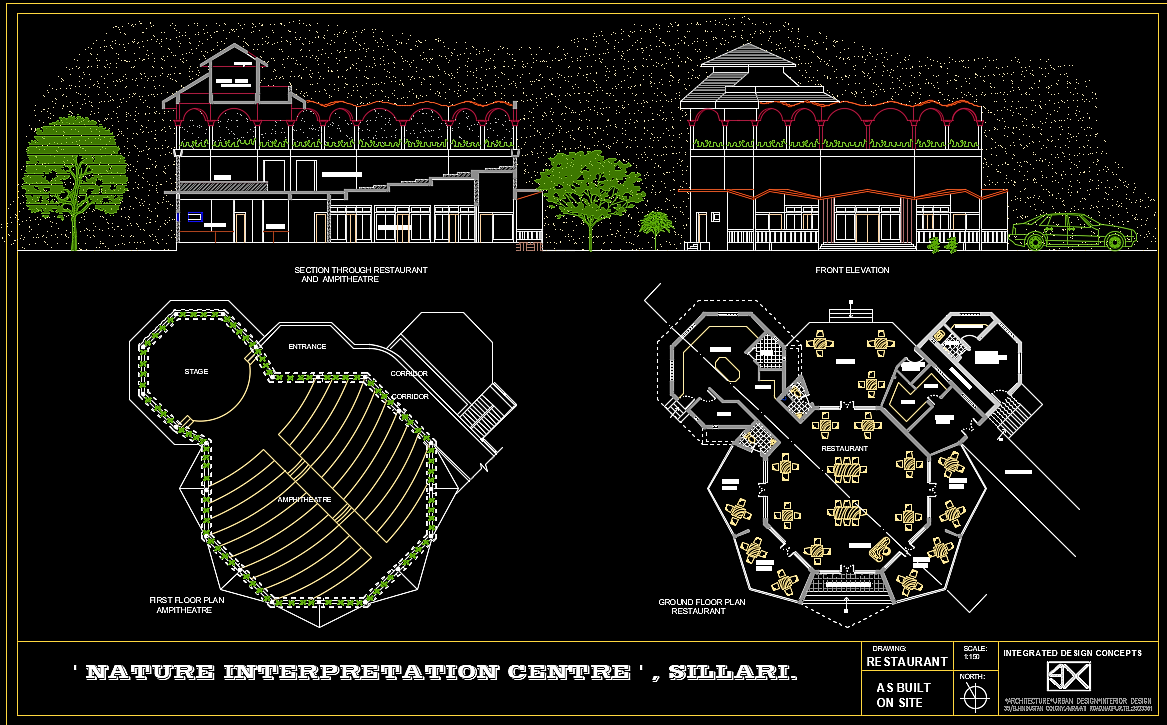 SECTION THROUGH RESTAURANT
AND AMPITHEATRE
FRONT ELEVATION
STAGE
ENTRANCE
CORRIDOR
CORRIDOR
AMPHITHEATRE
FIRST FLOOR PLAN
AMPITHEATRE
RESTAURANT
GROUND FLOOR PLAN
RESTAURANT
' NATURE INTERPRETATION CENTRE ' , SILLARI.
DRAWING:
RESTAURANT
AS BUILT
ON SITE
SCALE:
1:150
NORTH:
INTEGRATED DESIGN CONCEPTS
*ARCHITECTURE*URBAN DESIGN*INTERIOR DESIGN